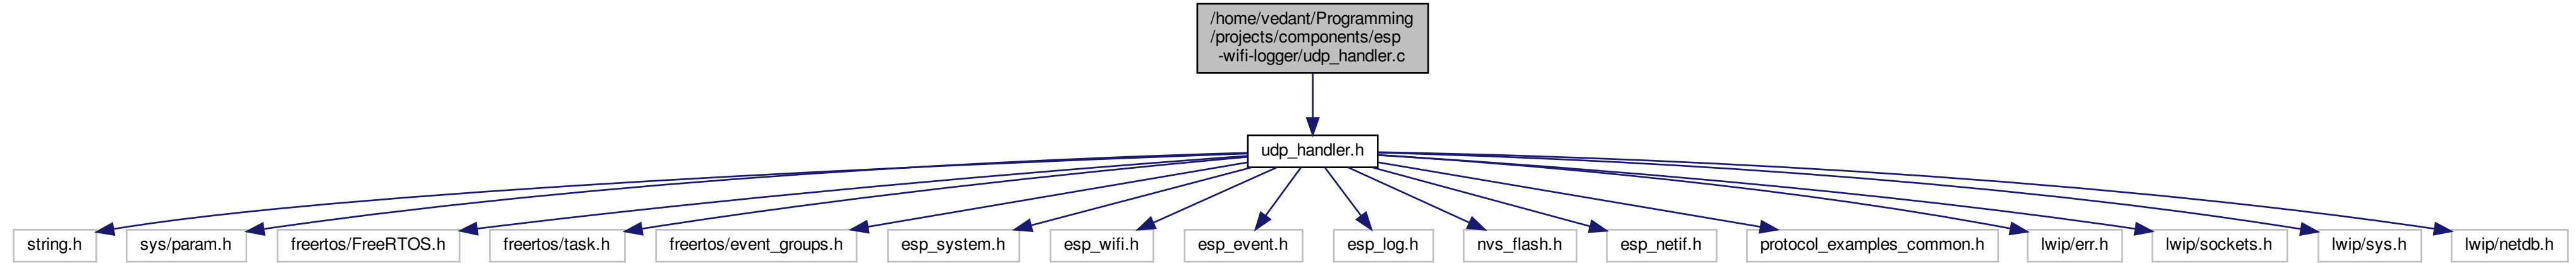 /home/vedant/Programming
/projects/components/esp
-wifi-logger/udp_handler.c
udp_handler.h
string.h
sys/param.h
freertos/FreeRTOS.h
freertos/task.h
freertos/event_groups.h
esp_system.h
esp_wifi.h
esp_event.h
esp_log.h
nvs_flash.h
esp_netif.h
protocol_examples_common.h
lwip/err.h
lwip/sockets.h
lwip/sys.h
lwip/netdb.h